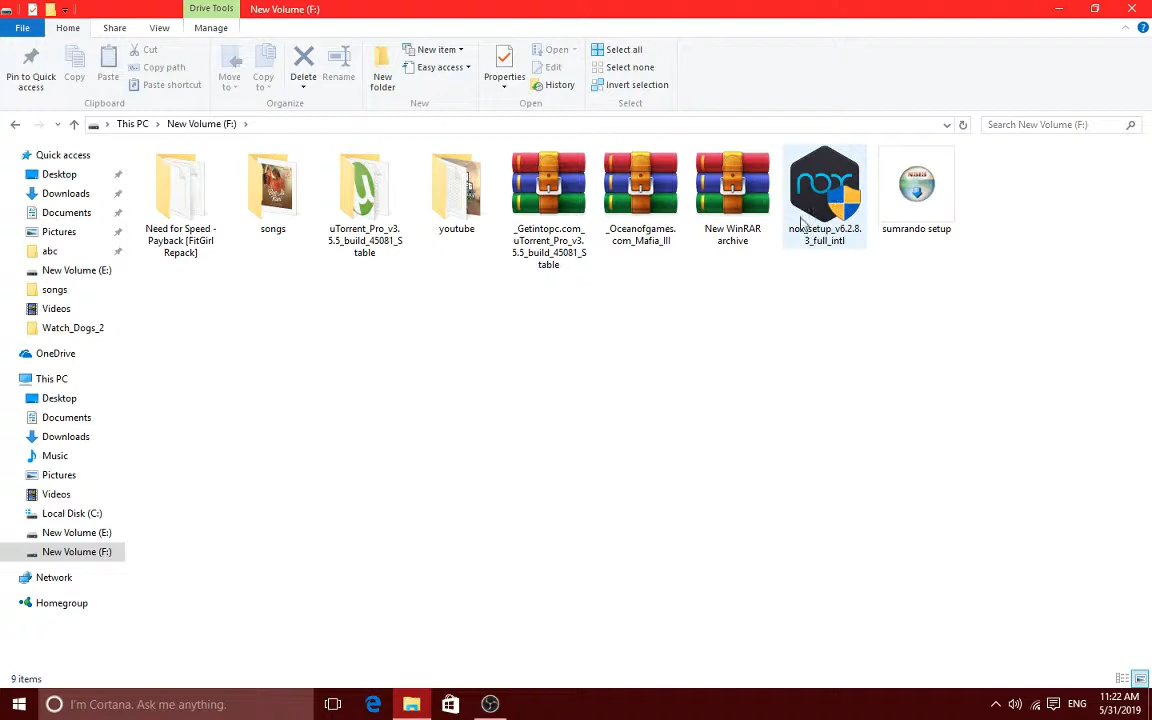 Drive Tools
New Volume (F:)
File
Home
Share
View
Manage
Pin to Quick
access
Copy
Paste
Cut
Copy path
Paste shortcut
Clipboard
Move
to
Copy
to
Delete
Rename
Organize
New
folder
New item
Easy access
New
Properties
Open
Edit
History
Open
Select all
Select none
Invert selection
Select
This PC
New Volume (F:)
Search New Volume (F:)
Quick access
Desktop
Downloads
Documents
Pictures
abc
New Volume (E:)
songs
Videos
Watch_Dogs_2
OneDrive
This PC
Desktop
Documents
Downloads
Music
Pictures
Videos
Local Disk (C:)
New Volume (E:)
New Volume (F:)
Network
Homegroup
Need for Speed -
Payback [FitGirl
Repack]
songs
uTorrent_Pro_v3.
5.5_build_45081_S
table
youtube
_Getintopc.com_
uTorrent_Pro_v3.
5.5_build_45081_S
table
_Oceanofgames.
com_Mafia_III
New WinRAR
archive
nox
nox_setup_v6.2.8.
3_full_intl
sumrando setup
9 items
I'm Cortana. Ask me anything.
ENG
11:22 AM
5/31/2019